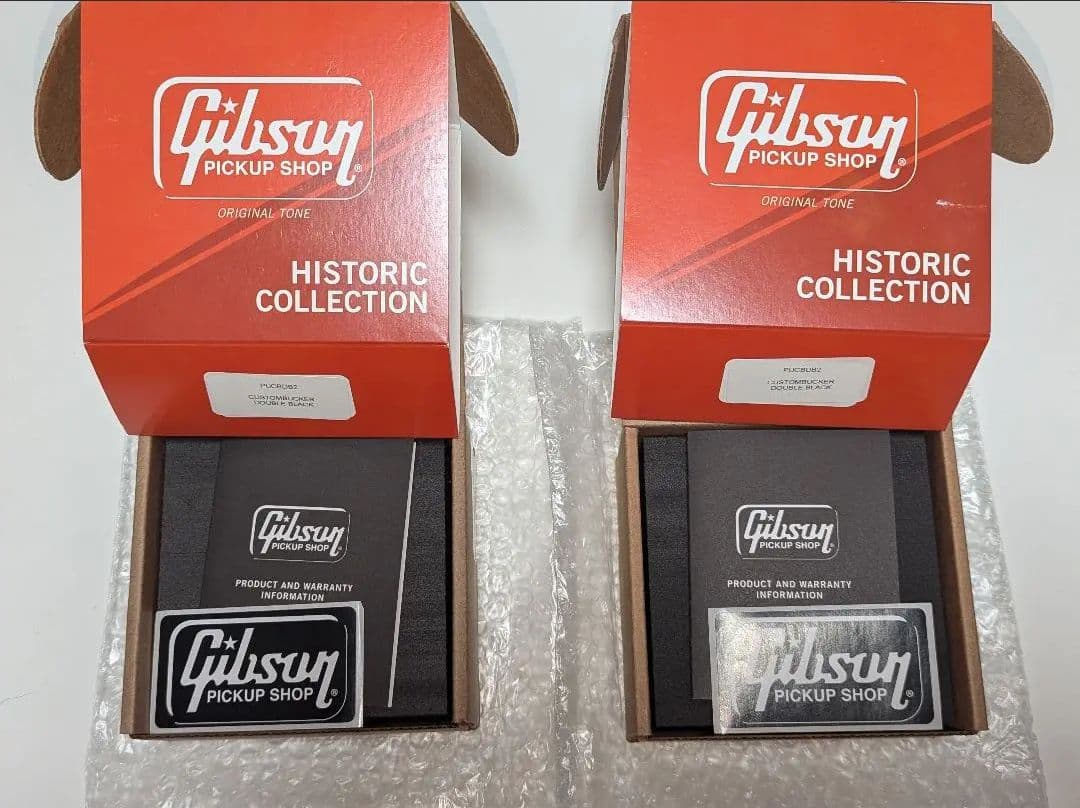 Gibson
PICKUP SHOP
®
ORIGINAL TONE
HISTORIC
COLLECTION
PUCBDB2
CUSTOMBUCKER
DOUBLE BLACK
Gibson
PICKUP SHOP
®
PRODUCT AND WARRANTY
INFORMATION
Gibson
PICKUP SHOP
®
Gibson
PICKUP SHOP
®
ORIGINAL TONE
HISTORIC
COLLECTION
PUCBDB2
CUSTOMBUCKER
DOUBLE BLACK
Gibson
PICKUP SHOP
®
PRODUCT AND WARRANTY
INFORMATION
Gibson
PICKUP SHOP
®